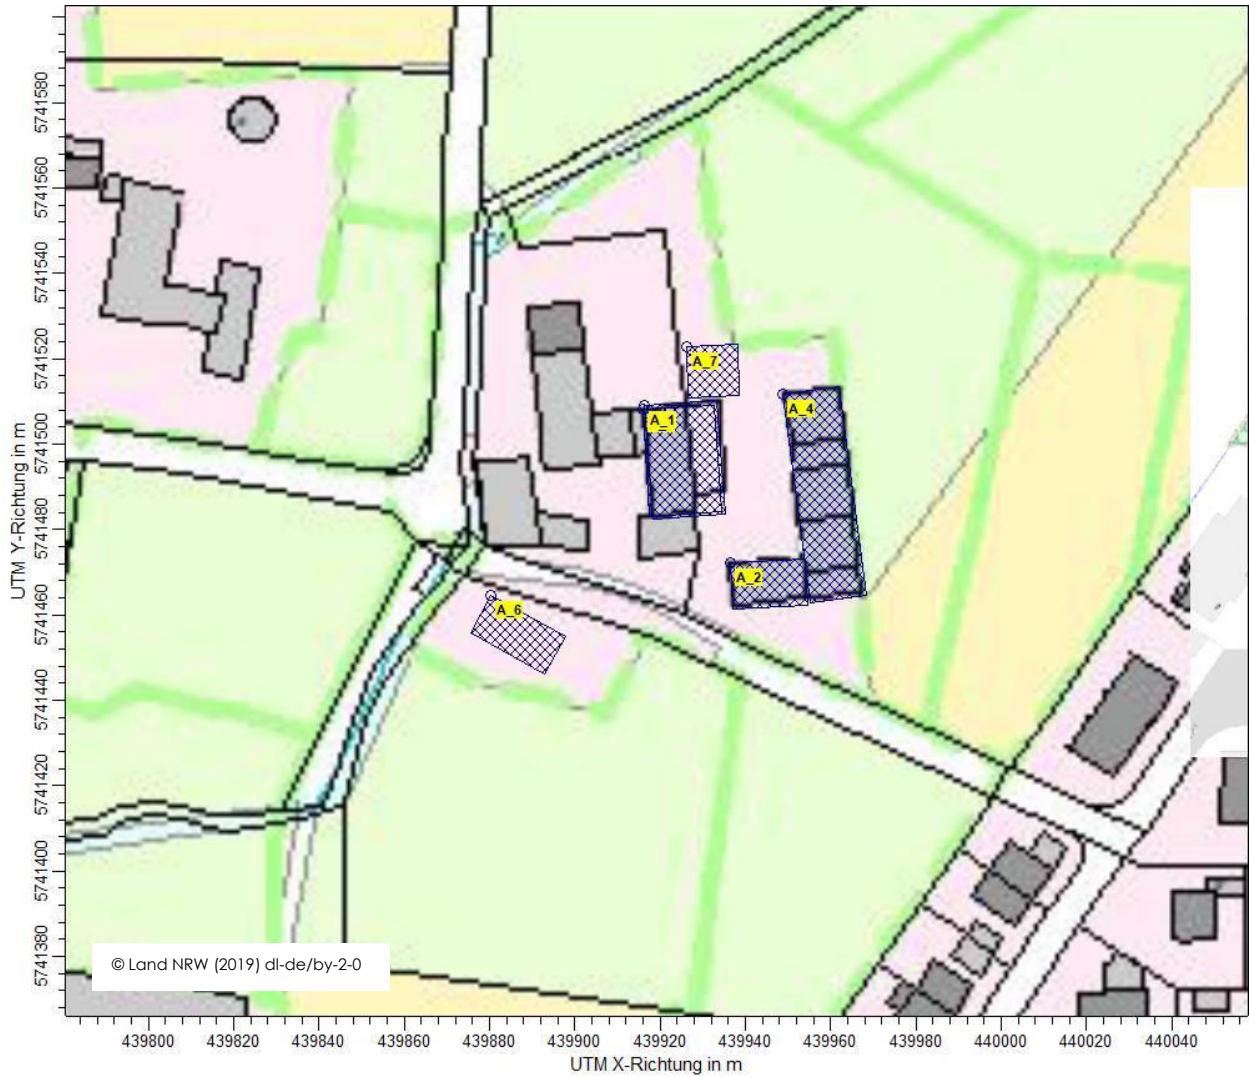 5741580
5741560
5741540
5741520
5741500
5741480
5741460
5741440
5741420
5741400
5741380
UTM Y-Richtung in m
A_7
A_1
A_4
A_2
A_6
© Land NRW (2019) dl-de/by-2-0
439800 439820 439840 439860 439880 439900 439920 439940 439960 439980 440000 440020 440040
UTM X-Richtung in m